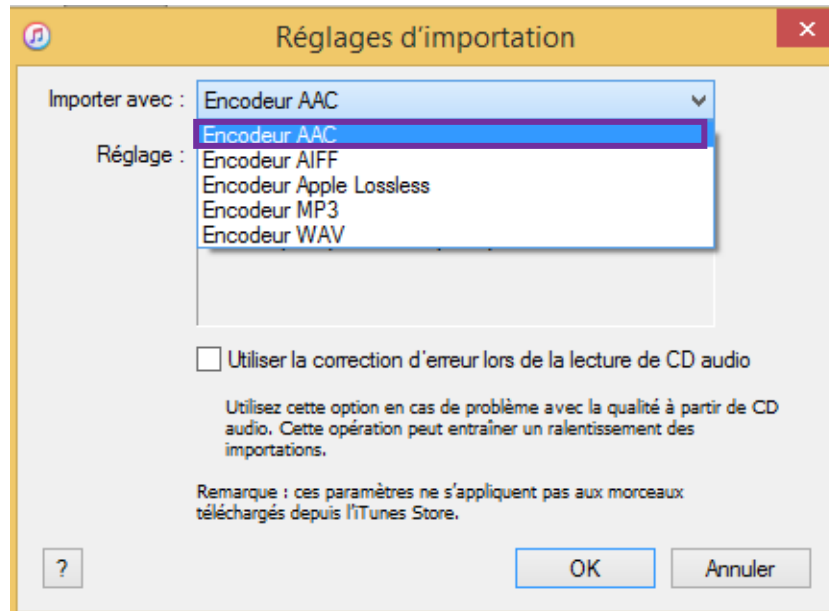 Réglages d'importation
Importer avec :
Encodeur AAC
Encodeur AAC
Réglage :
Encodeur AIFF
Encodeur Apple Lossless
Encodeur MP3
Encodeur WAV
Utiliser la correction d'erreur lors de la lecture de CD audio
Utilisez cette option en cas de problème avec la qualité à partir de CD
audio. Cette opération peut entraîner un ralentissement des
importations.
Remarque : ces paramètres ne s'appliquent pas aux morceaux
téléchargés depuis l'iTunes Store.
?
OK
Annuler